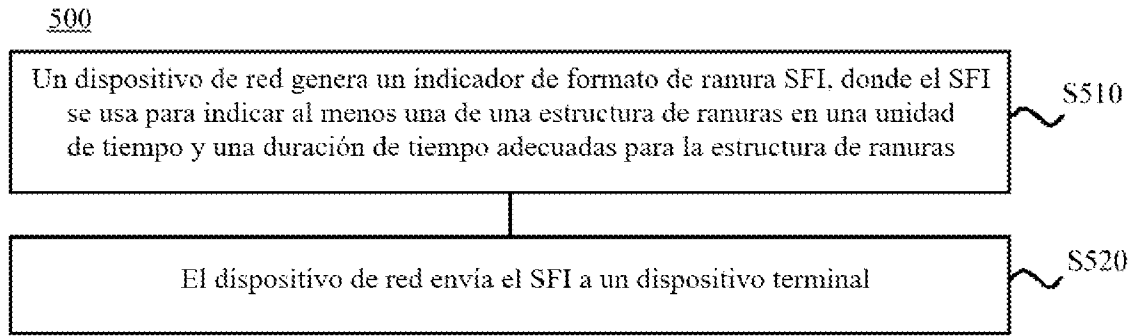 500
Un dispositivo de red genera un indicador de formato de ranura SFI, donde el SFI
se usa para indicar al menos una de una estructura de ranuras en una unidad
de tiempo y una duración de tiempo adecuadas para la estructura de ranuras
S510
El dispositivo de red envía el SFI a un dispositivo terminal
S520